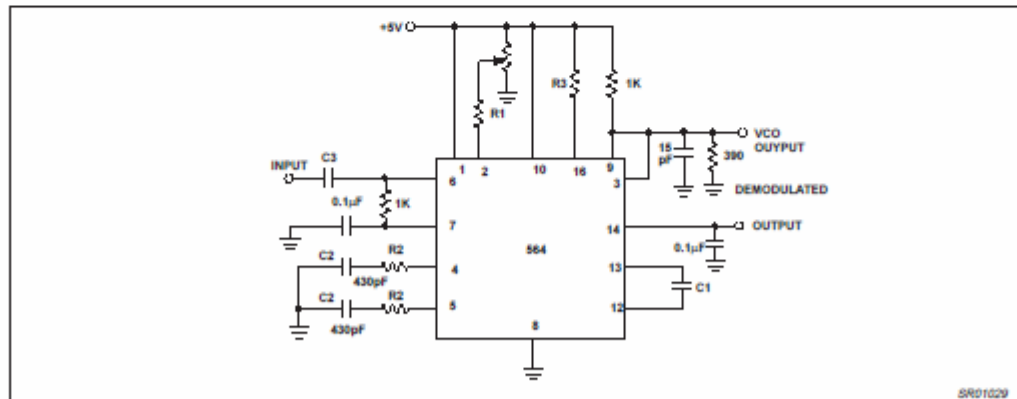 +5V
R3
1K
R1
VCO
OUYPUT
15
pF
390
INPUT
C3
1
2
10
16
9
6
3
DEMODULATED
0.1μF
1K
7
14
OUTPUT
564
0.1μF
C2
R2
4
13
430pF
C1
C2
R2
5
12
430pF
8
SR01029